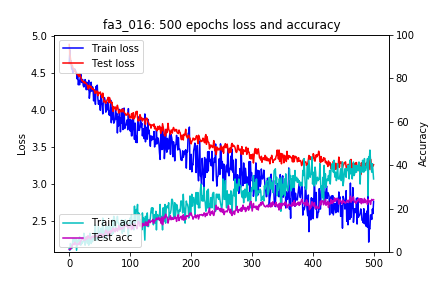 fa3_016: 500 epochs loss and accuracy
5.0
4.5
4.0
3.5
3.0
2.5
Loss
Train loss
Test loss
Train acc
Test acc
100
80
60
40
20
0
Accuracy
0
100
200
300
400
500